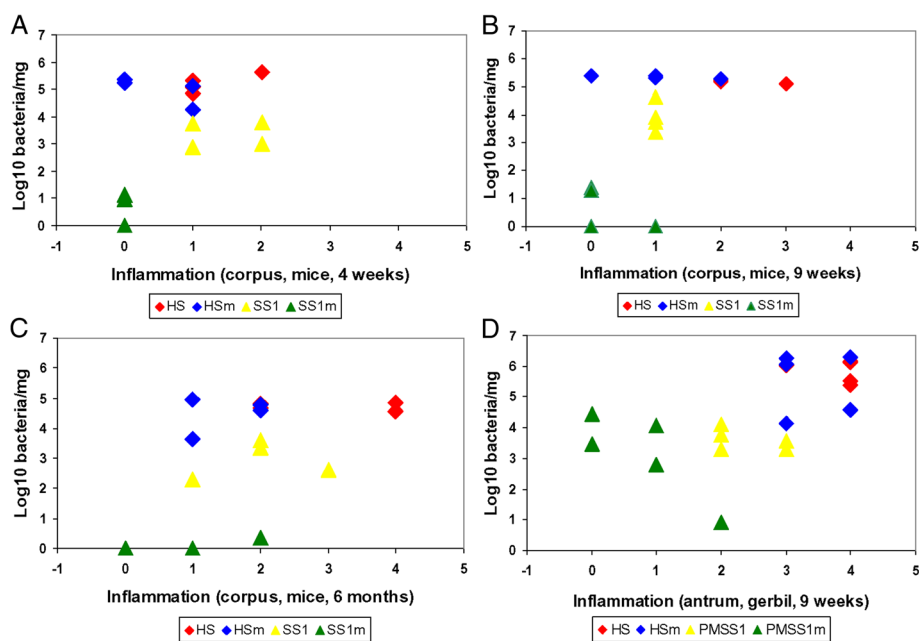 A
Log10 bacteria/mg
7
6
5
4
3
2
1
0
-1 0 1 2 3 4 5
Inflammation (corpus, mice, 4 weeks)
HS HSm SS1 SS1m
B
Log10 bacteria/mg
7
6
5
4
3
2
1
0
-1 0 1 2 3 4 5
Inflammation (corpus, mice, 9 weeks)
HS HSm SS1 SS1m
C
Log10 bacteria/mg
7
6
5
4
3
2
1
0
-1 0 1 2 3 4 5
Inflammation (corpus, mice, 6 months)
HS HSm SS1 SS1m
D
Log10 bacteria/mg
7
6
5
4
3
2
1
0
-1 0 1 2 3 4 5
Inflammation (antrum, gerbil, 9 weeks)
HS HSm PMSS1 PMSS1m